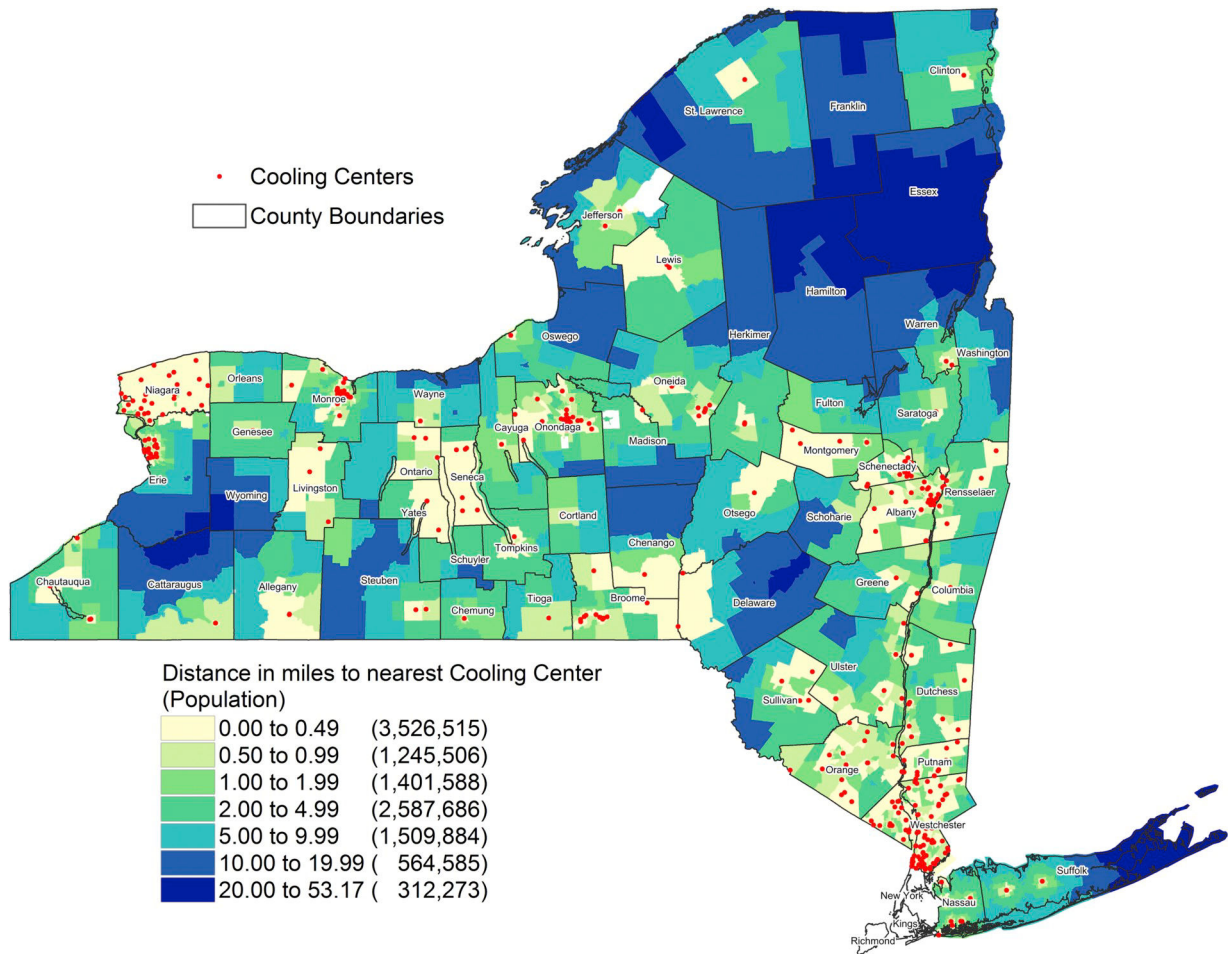 Clinton
St. Lawrence
Franklin
Cooling Centers
Essex
County Boundaries
Jefferson
Lewis
Hamilton
Warren
Oswego
Herkimer
Washington
Oneida
Niagara
Orleans
Monroe
Wayne
Fulton
Saratoga
Cayuga
Onondaga
Genesee
Madison
Montgomery
Schenectady
Ontario
Seneca
Erie
Wyoming
Livingston
Rensselaer
Otsego
Albany
Yates
Cortland
Schoharie
Tompkins
Chenango
Schuyler
Chautauqua
Cattaraugus
Allegany
Steuben
Greene
Columbia
Tioga
Broome
Delaware
Chemung
Distance in miles to nearest Cooling Center
(Population)
Ulster
Dutchess
Sullivan
0.00 to 0.49 (3,526,515)
0.50 to 0.99 (1,245,506)
1.00 to 1.99 (1,401,588)
2.00 to 4.99 (2,587,686)
5.00 to 9.99 (1,509,884)
10.00 to 19.99 ( 564,585)
20.00 to 53.17 ( 312,273)
Putnam
Orange
Westchester
Suffolk
New York
Nassau
Kings
Richmond